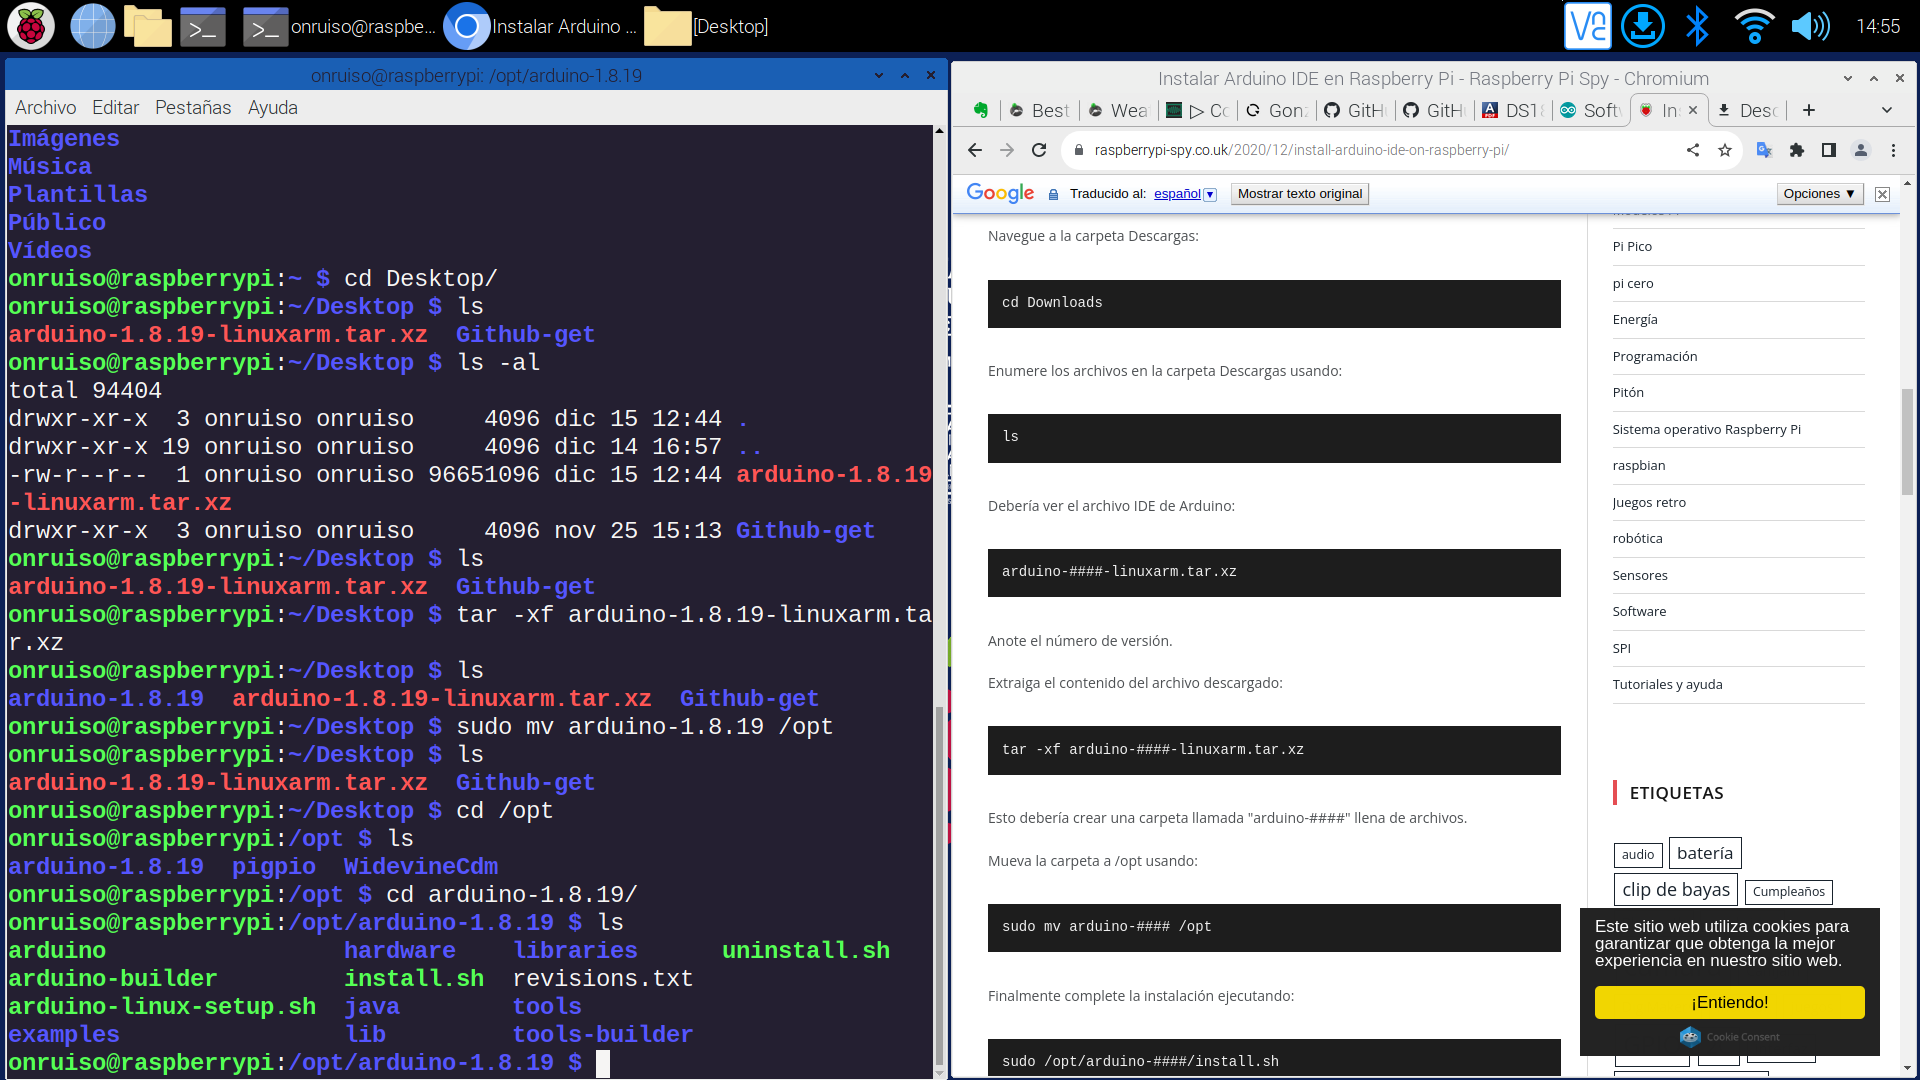 onruiso@raspbe...
Instalar Arduino ...
[Desktop]
14:55
onruiso@raspberrypi: /opt/arduino-1.8.19
Archivo Editar Pestañas Ayuda
Imágenes
Música
Plantillas
Público
Vídeos
onruiso@raspberrypi:~ $ cd Desktop/
onruiso@raspberrypi:~/Desktop $ ls
arduino-1.8.19-linuxarm.tar.xz  Github-get
onruiso@raspberrypi:~/Desktop $ ls -al
total 94404
drwxr-xr-x  3 onruiso onruiso     4096 dic 15 12:44 .
drwxr-xr-x 19 onruiso onruiso     4096 dic 14 16:57 ..
-rw-r--r--  1 onruiso onruiso 96651096 dic 15 12:44 arduino-1.8.19
-linuxarm.tar.xz
drwxr-xr-x  3 onruiso onruiso     4096 nov 25 15:13 Github-get
onruiso@raspberrypi:~/Desktop $ ls
arduino-1.8.19-linuxarm.tar.xz  Github-get
onruiso@raspberrypi:~/Desktop $ tar -xf arduino-1.8.19-linuxarm.ta
r.xz
onruiso@raspberrypi:~/Desktop $ ls
arduino-1.8.19  arduino-1.8.19-linuxarm.tar.xz  Github-get
onruiso@raspberrypi:~/Desktop $ sudo mv arduino-1.8.19 /opt
onruiso@raspberrypi:~/Desktop $ ls
arduino-1.8.19-linuxarm.tar.xz  Github-get
onruiso@raspberrypi:~/Desktop $ cd /opt
onruiso@raspberrypi:/opt $ ls
arduino-1.8.19  pigpio  WidevineCdm
onruiso@raspberrypi:/opt $ cd arduino-1.8.19/
onruiso@raspberrypi:/opt/arduino-1.8.19 $ ls
arduino                 hardware    libraries      uninstall.sh
arduino-builder         install.sh  revisions.txt
arduino-linux-setup.sh  java        tools
examples                lib         tools-builder
onruiso@raspberrypi:/opt/arduino-1.8.19 $
Instalar Arduino IDE en Raspberry Pi - Raspberry Pi Spy - Chromium
Best Wea ▷ Co Gonz GitH GitH DS18 Soft Ins Desc
raspberrypi-spy.co.uk/2020/12/install-arduino-ide-on-raspberry-pi/
Google Traducido al: español Mostrar texto original Opciones ▼
Navegue a la carpeta Descargas:
cd Downloads
Enumere los archivos en la carpeta Descargas usando:
ls
Debería ver el archivo IDE de Arduino:
arduino-####-linuxarm.tar.xz
Anote el número de versión.
Extraiga el contenido del archivo descargado:
tar -xf arduino-####-linuxarm.tar.xz
Esto debería crear una carpeta llamada "arduino-####" llena de archivos.
Mueva la carpeta a /opt usando:
sudo mv arduino-#### /opt
Finalmente complete la instalación ejecutando:
sudo /opt/arduino-####/install.sh
Pi Pico
pi cero
Energía
Programación
Pitón
Sistema operativo Raspberry Pi
raspbian
Juegos retro
robótica
Sensores
Software
SPI
Tutoriales y ayuda
ETIQUETAS
audio batería
clip de bayas Cumpleaños
Este sitio web utiliza cookies para
garantizar que obtenga la mejor
experiencia en nuestro sitio web.
¡Entiendo!
Cookie Consent